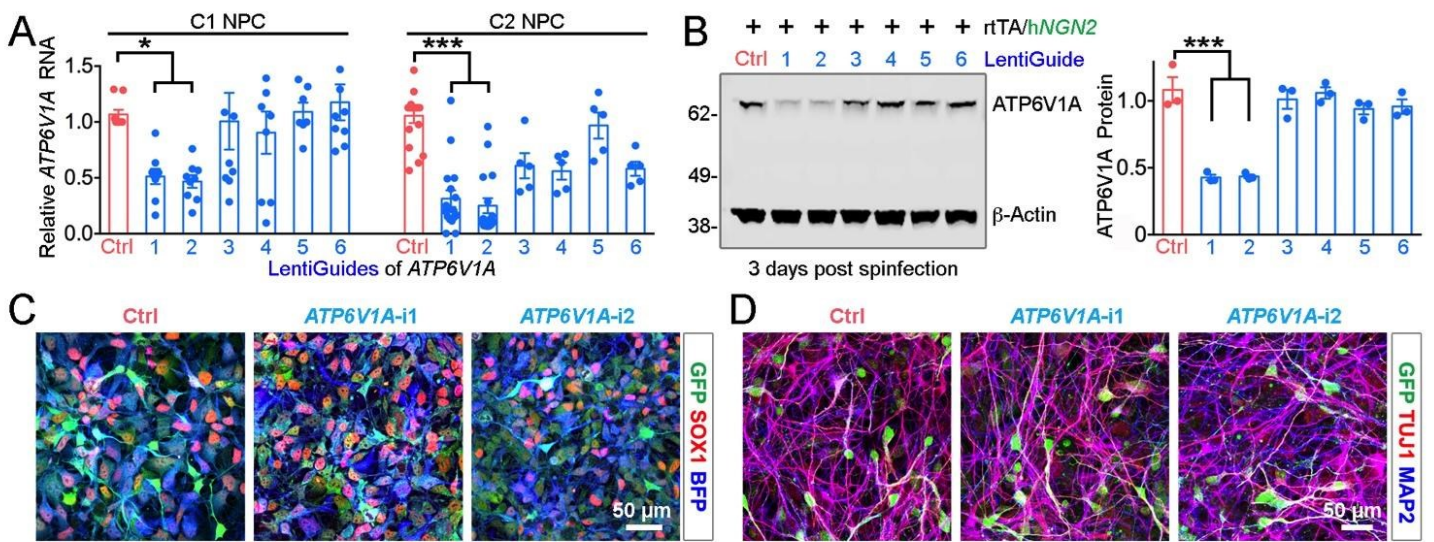 A
C1 NPC
C2 NPC
*
***
Relative ATP6V1A RNA
1.5
1.0
0.5
0.0
Ctrl 1 2 3 4 5 6
Ctrl 1 2 3 4 5 6
LentiGuides of ATP6V1A
B
+ + + + + + + rtTA/hNGN2
Ctrl 1 2 3 4 5 6 LentiGuide
62-
49-
38-
ATP6V1A
β-Actin
3 days post spinfection
***
ATP6V1A Protein
1.0
0.5
0
Ctrl 1 2 3 4 5 6
C
Ctrl
ATP6V1A-i1
ATP6V1A-i2
GFP SOX1 BFP
50 µm
D
Ctrl
ATP6V1A-i1
ATP6V1A-i2
GFP TUJ1 MAP2
50 µm